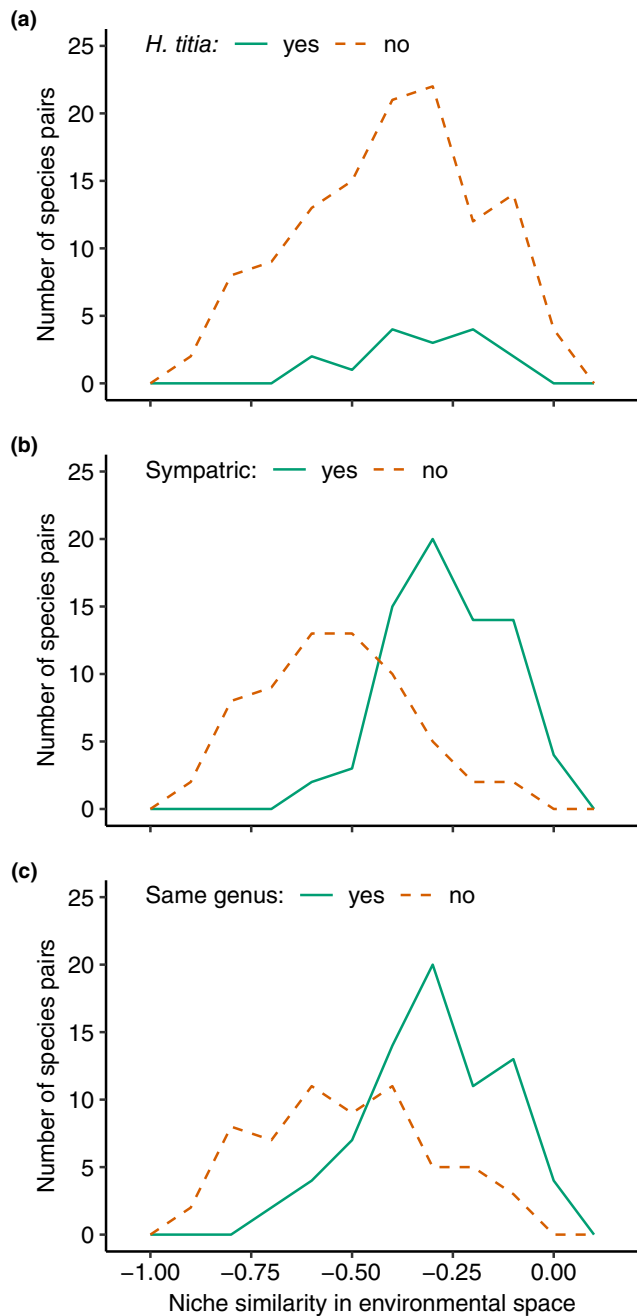 (a)
H. titia: yes no
25
20
15
10
5
0
Number of species pairs
(b)
Sympatric: yes no
25
20
15
10
5
0
Number of species pairs
(c)
Same genus: yes no
25
20
15
10
5
0
Number of species pairs
−1.00 −0.75 −0.50 −0.25 0.00
Niche similarity in environmental space